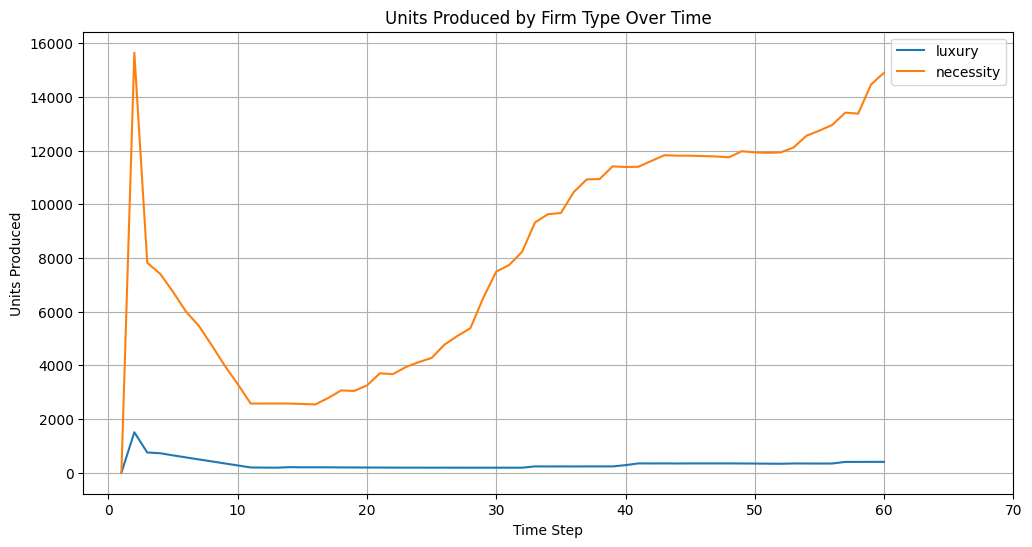 Units Produced by Firm Type Over Time
luxury
necessity
Units Produced
16000
14000
12000
10000
8000
6000
4000
2000
0
0 10 20 30 40 50 60 70
Time Step